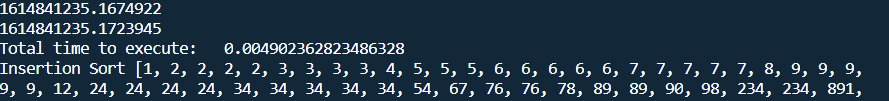 1614841235.1674922
1614841235.1723945
Total time to execute:   0.004902362823486328
Insertion Sort [1, 2, 2, 2, 2, 3, 3, 3, 3, 4, 5, 5, 5, 6, 6, 6, 6, 6, 7, 7, 7, 7, 7, 8, 9, 9, 9,
9, 9, 12, 24, 24, 24, 24, 34, 34, 34, 34, 34, 54, 67, 76, 76, 78, 89, 89, 90, 98, 234, 234, 891,